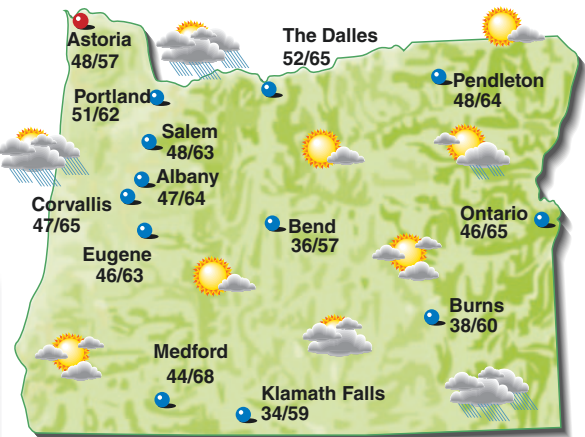 Astoria
48/57
The Dalles
52/65
Pendleton
48/64
Portland
51/62
Salem
48/63
Albany
47/64
Corvallis
47/65
Eugene
46/63
Bend
36/57
Ontario
46/65
Burns
38/60
Medford
44/68
Klamath Falls
34/59